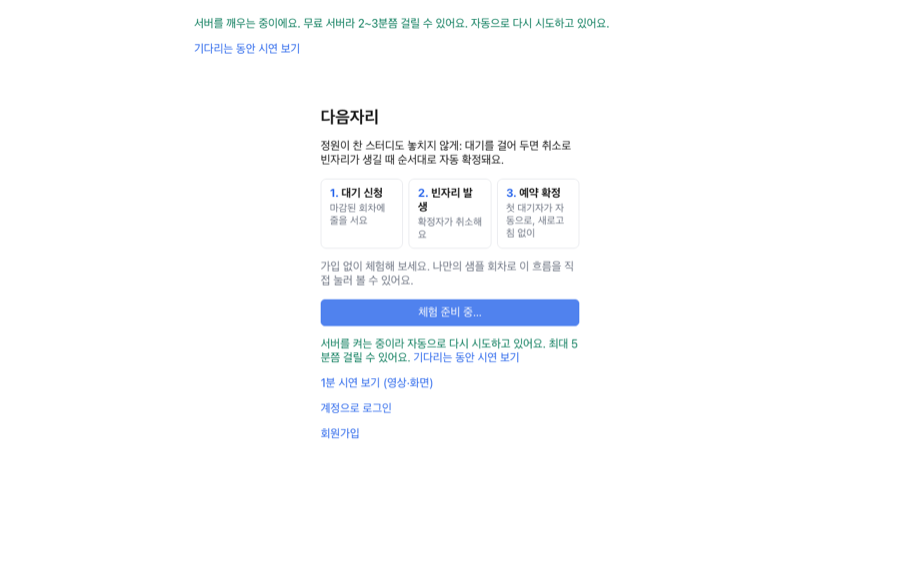 서버를 깨우는 중이에요. 무료 서버라 2~3분쯤 걸릴 수 있어요. 자동으로 다시 시도하고 있어요.
기다리는 동안 시연 보기
다음자리
정원이 찬 스터디도 놓치지 않게: 대기를 걸어 두면 취소로
빈자리가 생길 때 순서대로 자동 확정돼요.
1. 대기 신청
마감된 회차에
줄을 서요
2. 빈자리 발
생
확정자가 취소해
요
3. 예약 확정
첫 대기자가 자
동으로, 새로고
침 없이
가입 없이 체험해 보세요. 나만의 샘플 회차로 이 흐름을 직
접 눌러 볼 수 있어요.
체험 준비 중...
서버를 켜는 중이라 자동으로 다시 시도하고 있어요. 최대 5
분쯤 걸릴 수 있어요. 기다리는 동안 시연 보기
1분 시연 보기 (영상·화면)
계정으로 로그인
회원가입